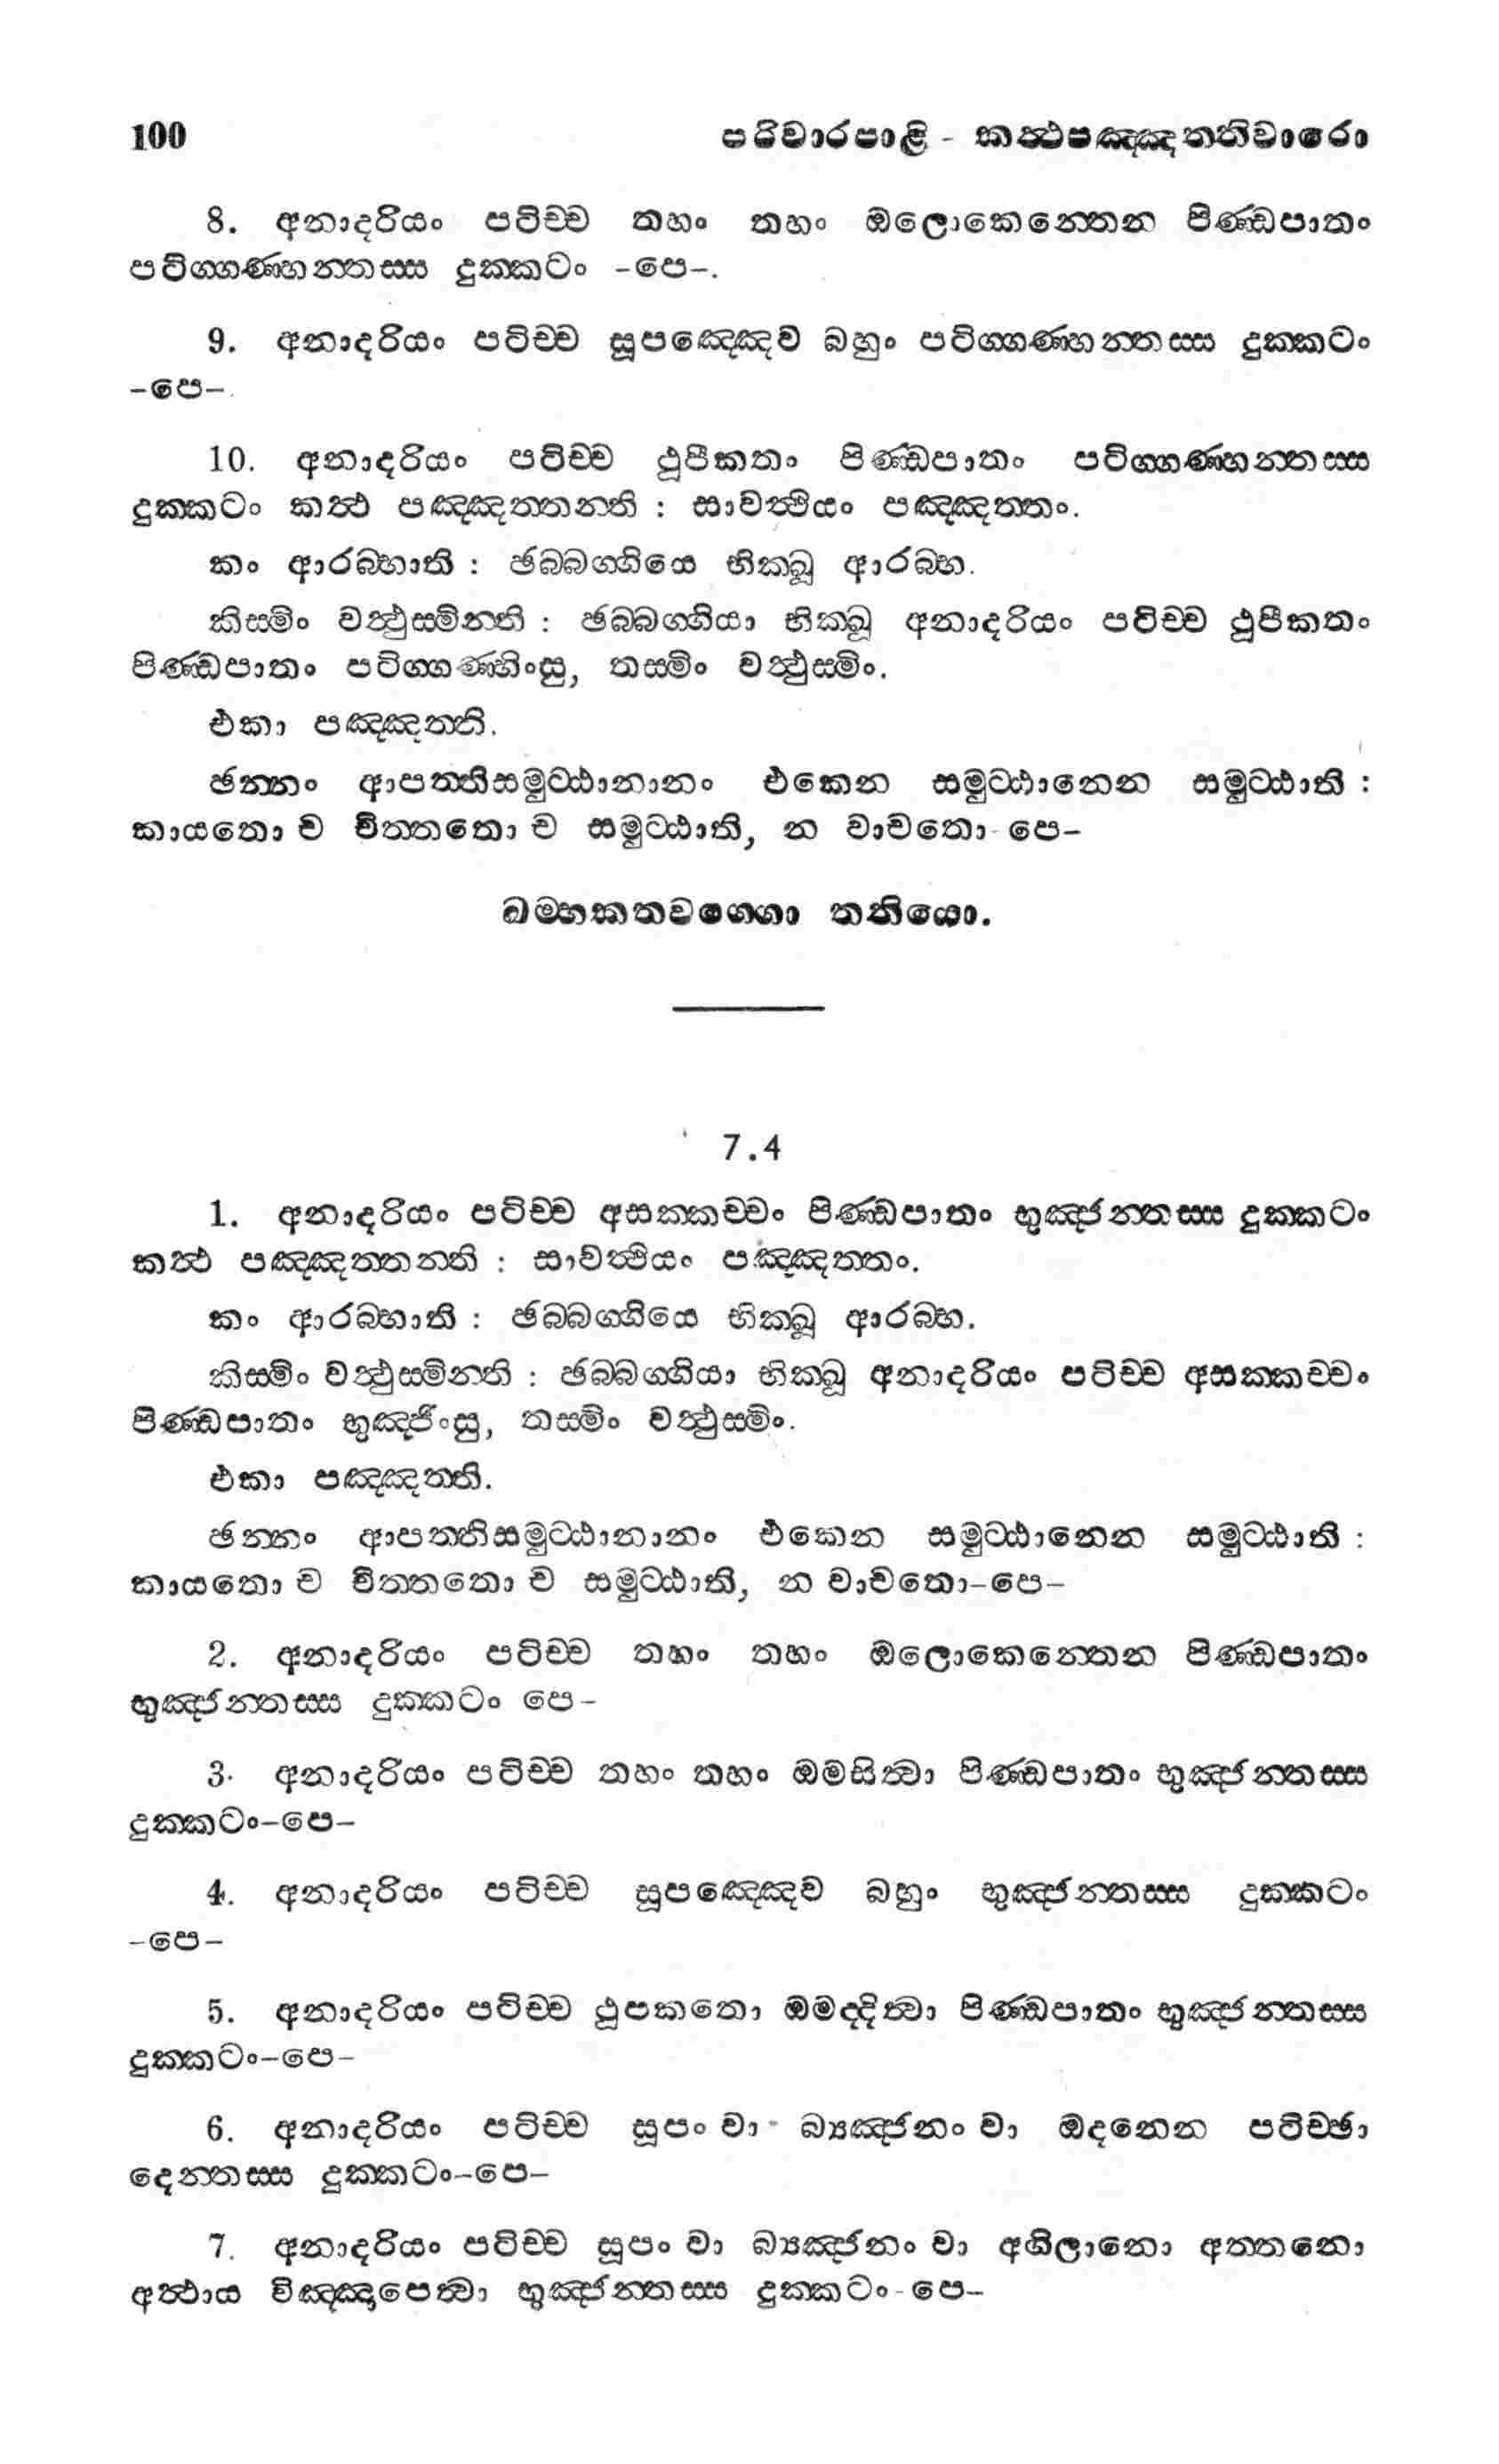 100 පරිවාරපාළි - කත්‍ථපඤ්ඤත්තිවාරො
8. අනාදරියං පටිච්ච තහං තහං ඔලොකෙන්තෙන පිණ්ඩපාතං
පටිග්ගණ්හන්තස්ස දුක්කටං –පෙ–.
9. අනාදරියං පටිච්ච සූපඤ්ඤෙව බහුං පටිග්ගණ්හන්තස්ස දුක්කටං
–පෙ–.
10. අනාදරියං පටිච්ච ථූපීකතං පිණ්ඩපාතං පටිග්ගණ්හන්තස්ස
දුක්කටං කත්‍ථ පඤ්ඤත්තන්ති : සාවත්‍ථියං පඤ්ඤත්තං.
කං ආරබ්භාති : ඡබ්බග්ගියෙ භික්ඛූ ආරබ්භ.
කිස්මිං වත්‍ථුස්මින්ති : ඡබ්බග්ගියා භික්ඛූ අනාදරියං පටිච්ච ථූපීකතං
පිණ්ඩපාතං පටිග්ගණ්හිංසු, තස්මිං වත්‍ථුස්මිං.
එකා පඤ්ඤත්ති.
ඡන්නං ආපත්තිසමුට්ඨානානං එකෙන සමුට්ඨානෙන සමුට්ඨාති :
කායතො ච චිත්තතො ච සමුට්ඨාති, න වාචතො- පෙ–
ඛම්භකතවග්ගො තතියො.
7.4
1. අනාදරියං පටිච්ච අසක්කච්චං පිණ්ඩපාතං භුඤ්ජන්තස්ස දුක්කටං
කත්‍ථ පඤ්ඤත්තන්ති : සාවත්‍ථියං පඤ්ඤත්තං.
කං ආරබ්භාති : ඡබ්බග්ගියෙ භික්ඛූ ආරබ්භ.
කිස්මිං වත්‍ථුස්මින්ති : ඡබ්බග්ගියා භික්ඛූ අනාදරියං පටිච්ච අසක්කච්චං
පිණ්ඩපාතං භුඤ්ජිංසු, තස්මිං වත්‍ථුස්මිං.
එකා පඤ්ඤත්ති.
ඡන්නං ආපත්තිසමුට්ඨානානං එකෙන සමුට්ඨානෙන සමුට්ඨාති :
කායතො ච චිත්තතො ච සමුට්ඨාති, න වාචතො–පෙ–
2. අනාදරියං පටිච්ච තහං තහං ඔලොකෙන්තෙන පිණ්ඩපාතං
භුඤ්ජන්තස්ස දුක්කටං පෙ–
3. අනාදරියං පටිච්ච තහං තහං ඔමසිත්‍වා පිණ්ඩපාතං භුඤ්ජන්තස්ස
දුක්කටං–පෙ–
4. අනාදරියං පටිච්ච සූපඤ්ඤෙව බහුං භුඤ්ජන්තස්ස දුක්කටං
–පෙ–
5. අනාදරියං පටිච්ච ථූපකතො ඔමද්දිත්‍වා පිණ්ඩපාතං භුඤ්ජන්තස්ස
දුක්කටං–පෙ–
6. අනාදරියං පටිච්ච සූපං වා බ්‍යඤ්ජනං වා ඔදනෙන පටිච්ඡා
දෙන්තස්ස දුක්කටං–පෙ–
7. අනාදරියං පටිච්ච සූපං වා බ්‍යඤ්ජනං වා අගිලානො අත්තනො
අත්‍ථාය විඤ්ඤාපෙත්‍වා භුඤ්ජන්තස්ස දුක්කටං- පෙ–